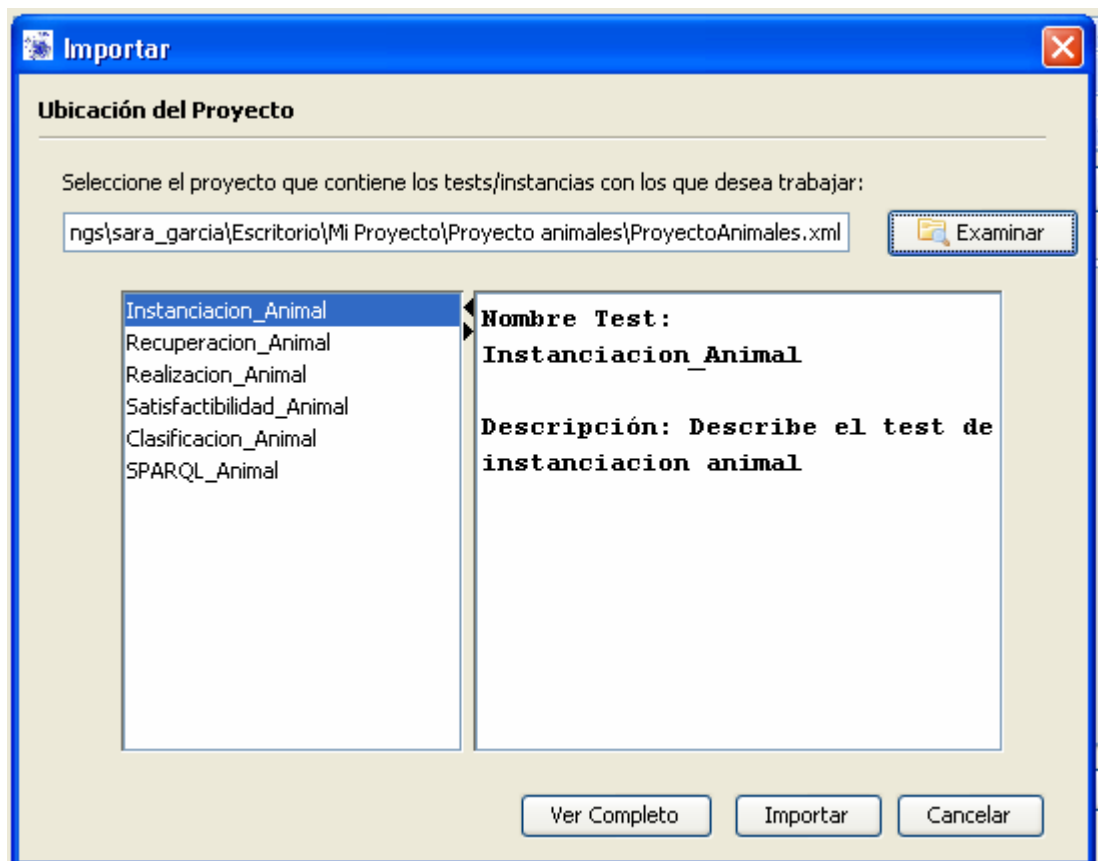 Importar
Ubicación del Proyecto
Seleccione el proyecto que contiene los tests/instancias con los que desea trabajar:
ngs\sara_garcia\Escritorio\Mi Proyecto\Proyecto animales\ProyectoAnimales.xml
Examinar
Instanciacion_Animal
Recuperacion_Animal
Realizacion_Animal
Satisfactibilidad_Animal
Clasificacion_Animal
SPARQL_Animal
Nombre Test:
Instanciacion_Animal
Descripción: Describe el test de
instanciacion animal
Ver Completo
Importar
Cancelar